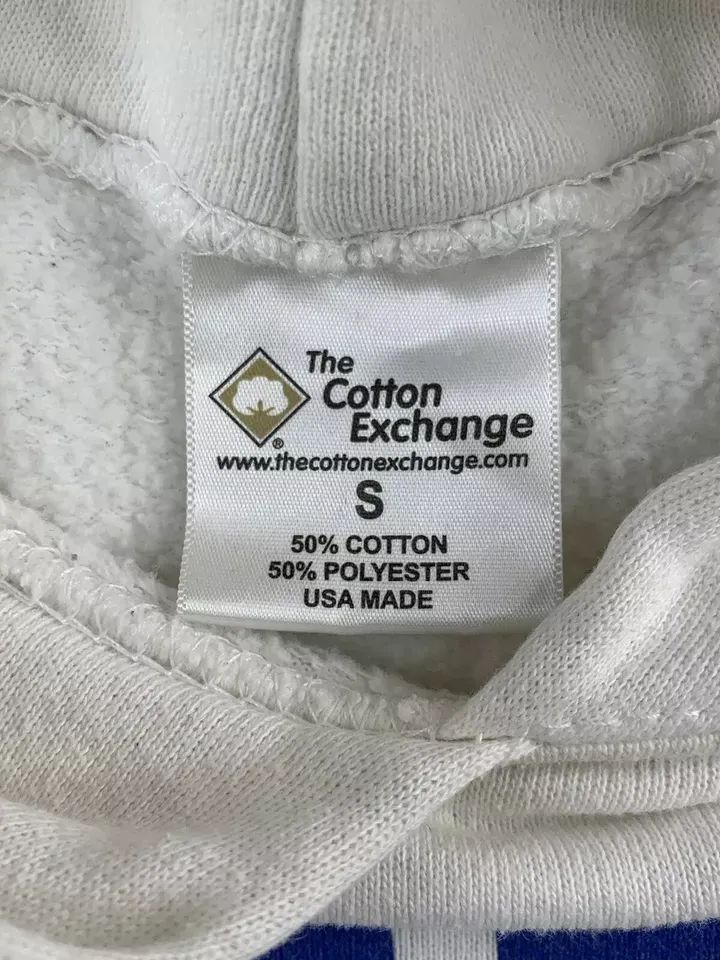 The
Cotton
Exchange
®
www.thecottonexchange.com
S
50% COTTON
50% POLYESTER
USA MADE